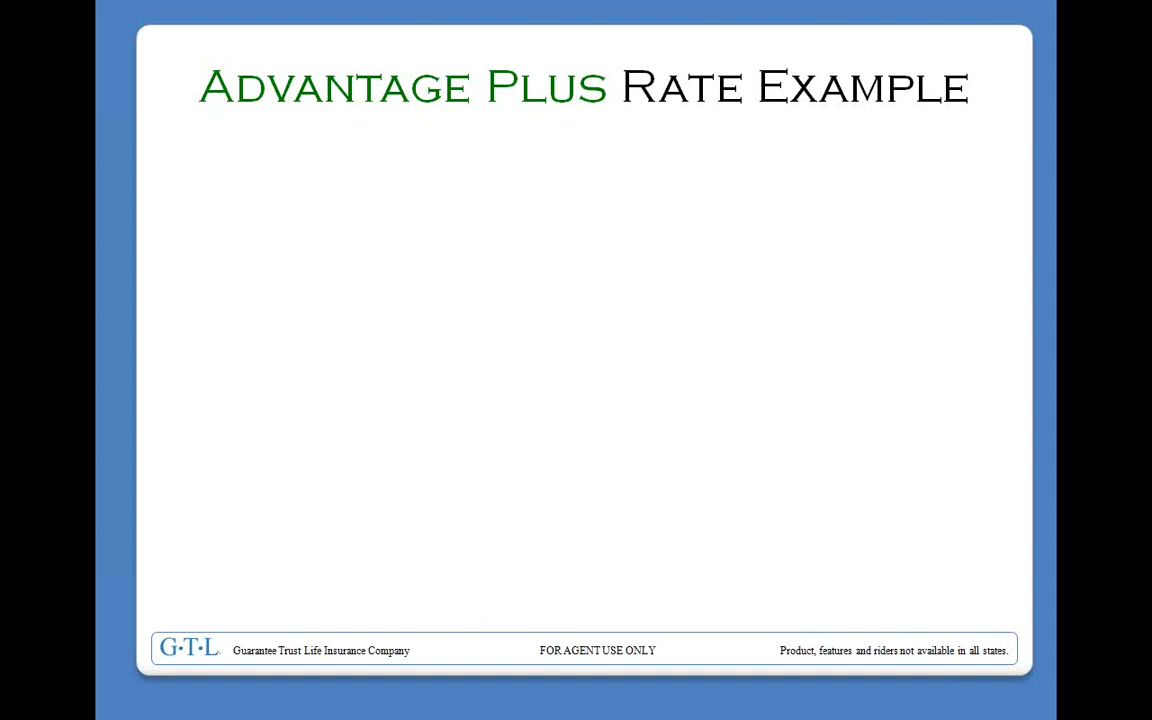 Advantage Plus Rate Example
G·T·L Guarantee Trust Life Insurance Company FOR AGENT USE ONLY Product, features and riders not available in all states.